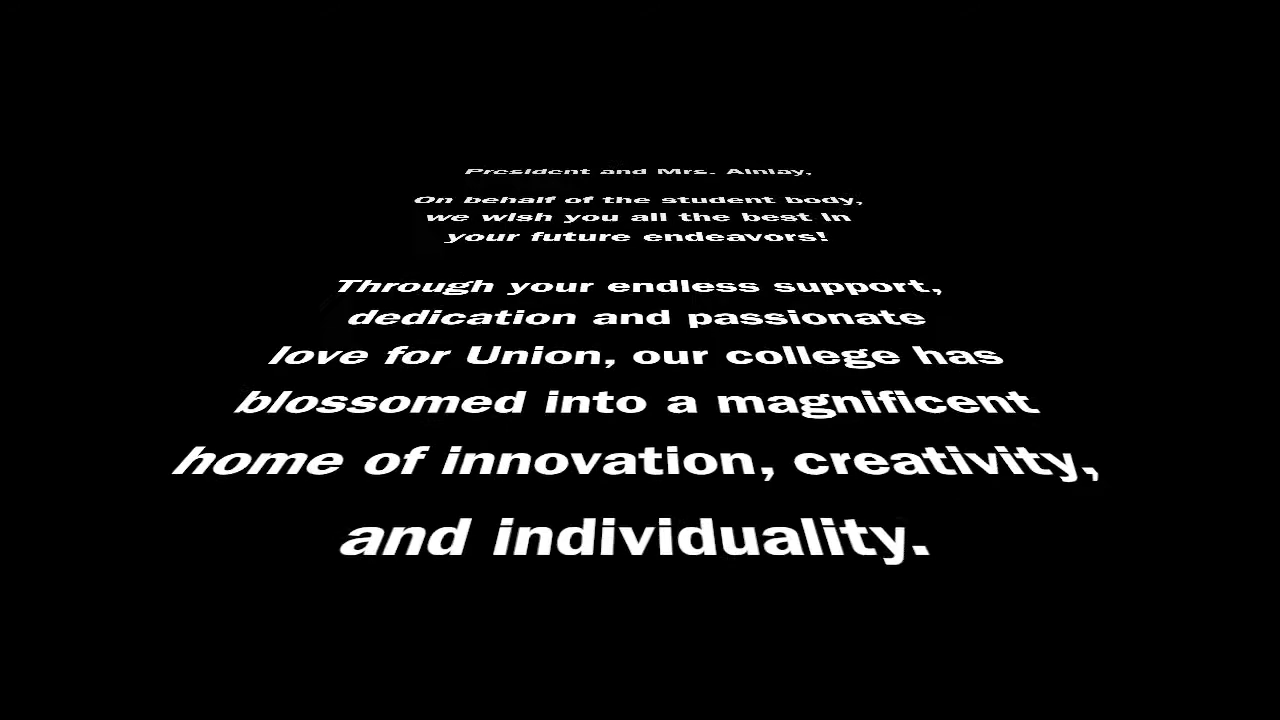 President and Mrs. Ainlay,
On behalf of the student body,
we wish you all the best in
your future endeavors!
Through your endless support,
dedication and passionate
love for Union, our college has
blossomed into a magnificent
home of innovation, creativity,
and individuality.